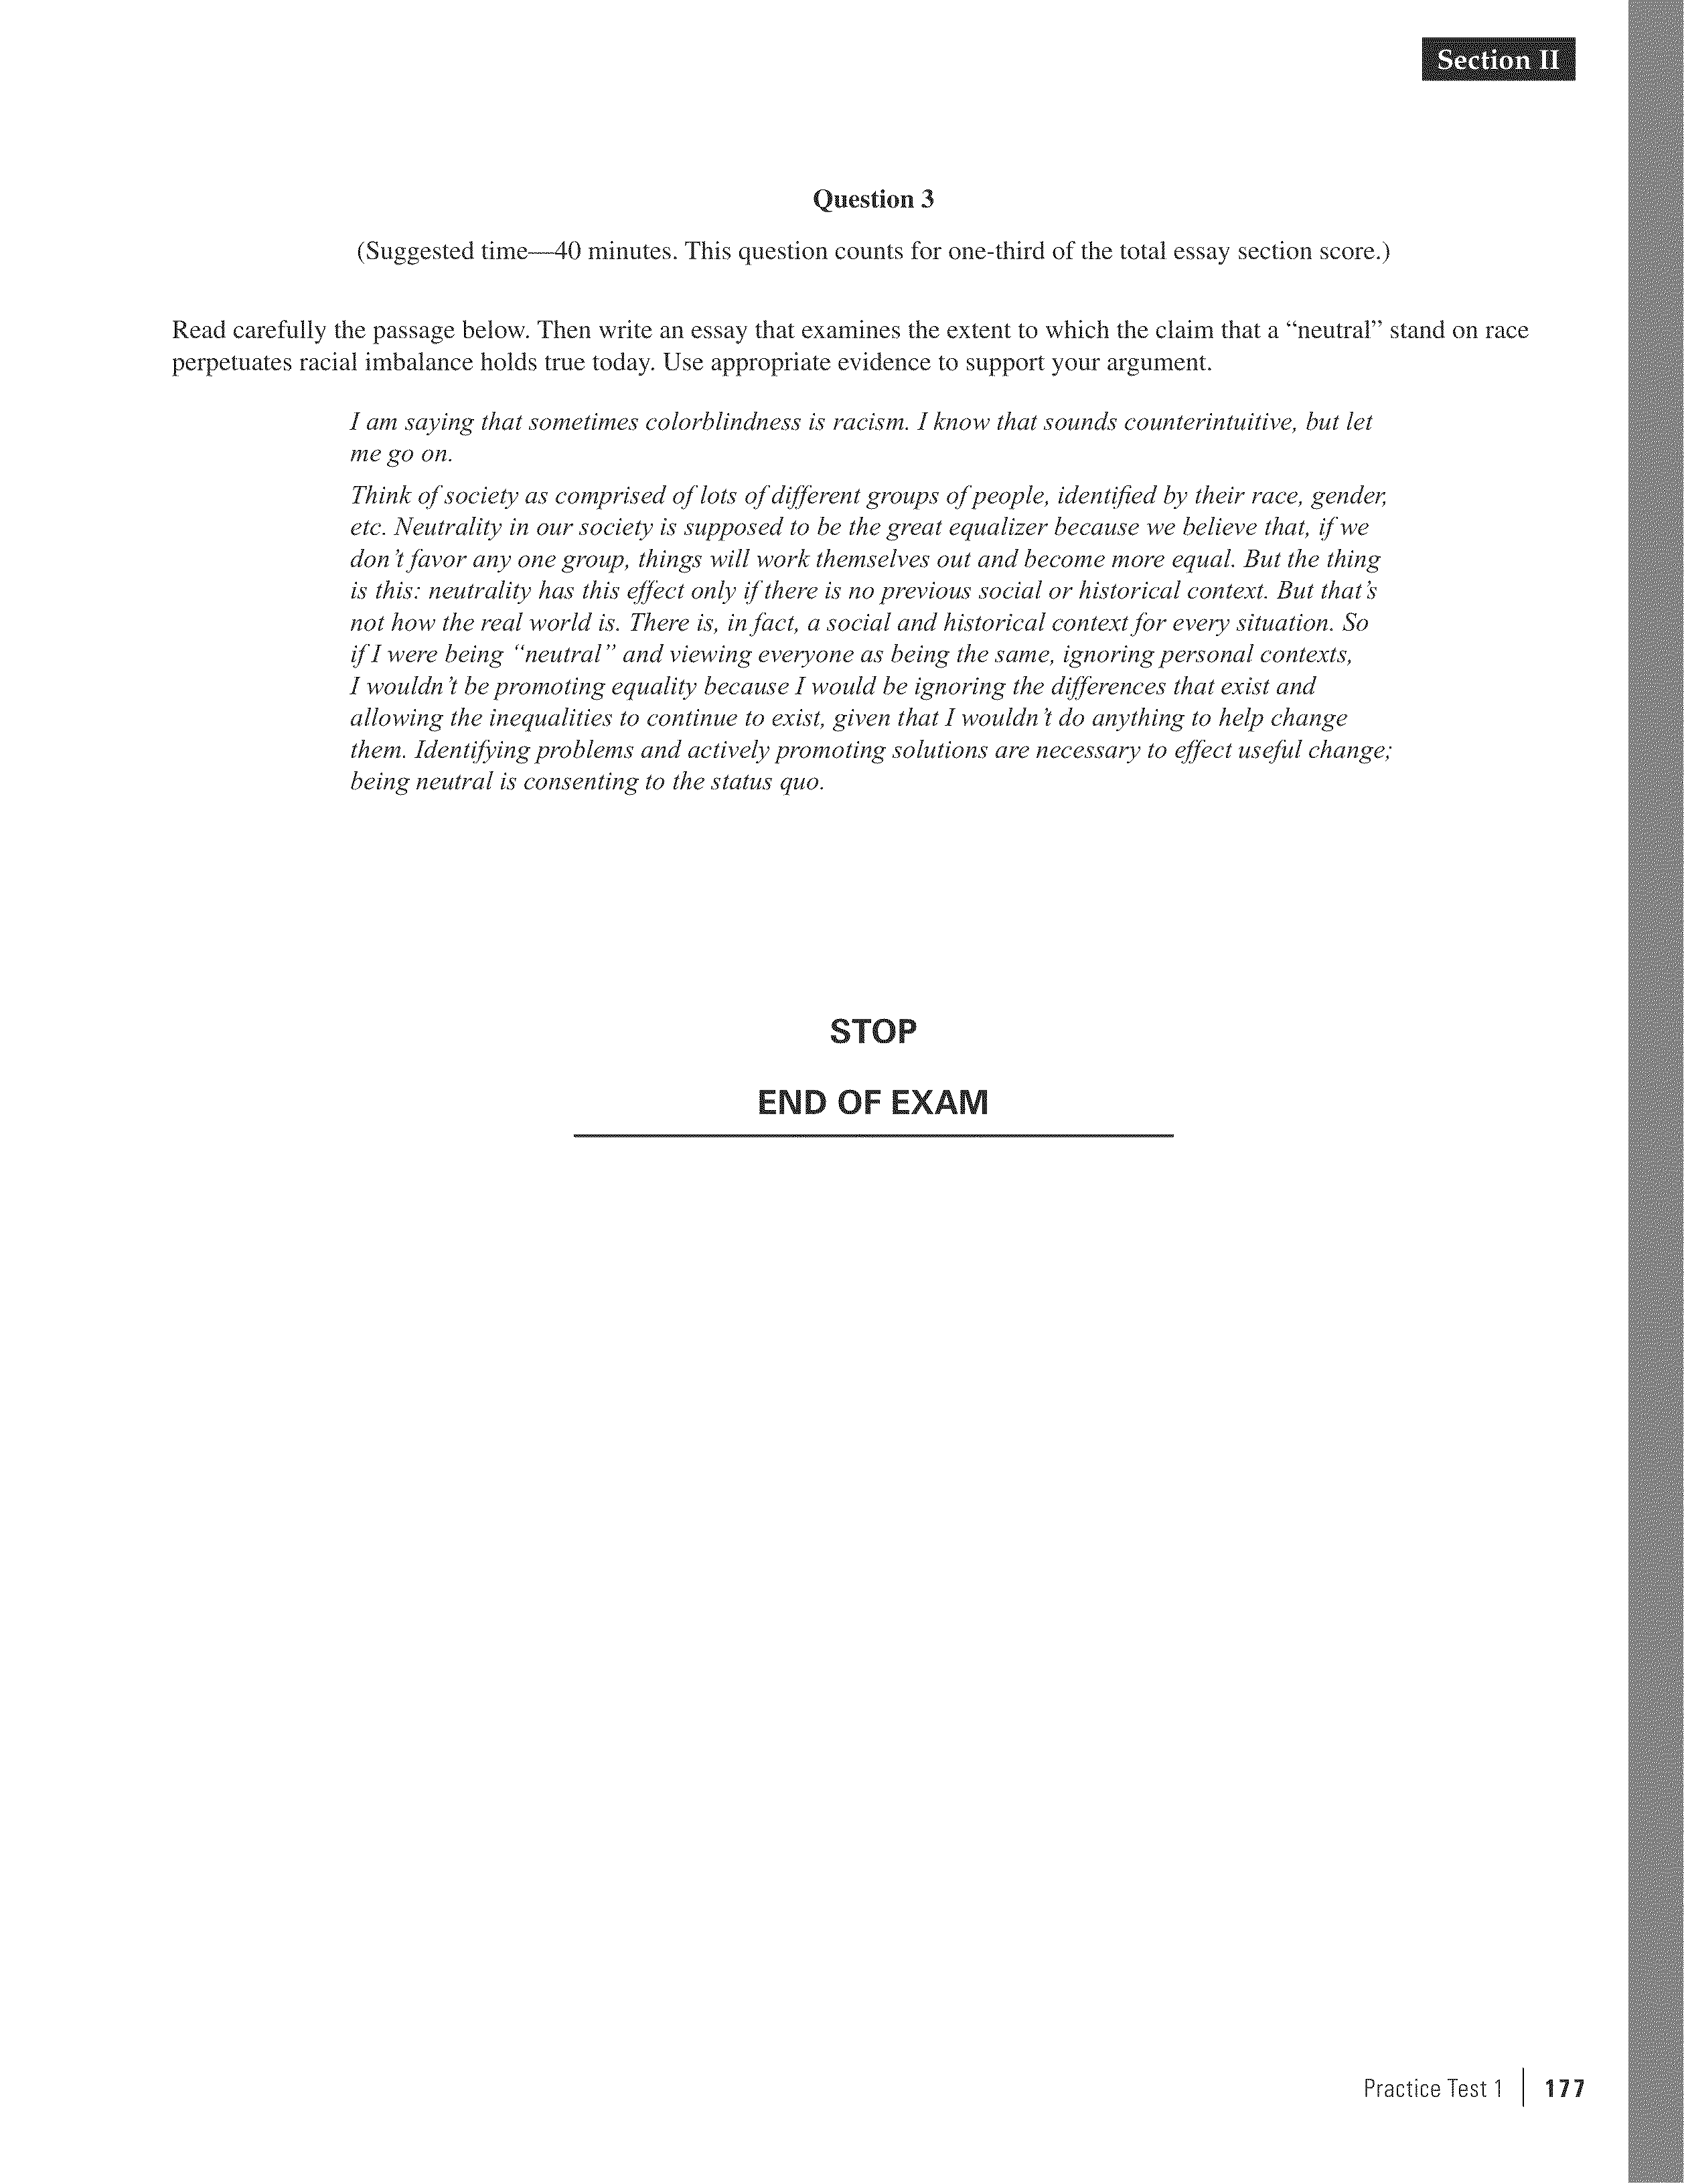 Section II
Question 3
(Suggested time—40 minutes. This question counts for one-third of the total essay section score.)
Read carefully the passage below. Then write an essay that examines the extent to which the claim that a “neutral” stand on race
perpetuates racial imbalance holds true today. Use appropriate evidence to support your argument.
I am saying that sometimes colorblindness is racism. I know that sounds counterintuitive, but let
me go on.
Think of society as comprised of lots of different groups of people, identified by their race, gender,
etc. Neutrality in our society is supposed to be the great equalizer because we believe that, if we
don’t favor any one group, things will work themselves out and become more equal. But the thing
is this: neutrality has this effect only if there is no previous social or historical context. But that’s
not how the real world is. There is, in fact, a social and historical context for every situation. So
if I were being “neutral” and viewing everyone as being the same, ignoring personal contexts,
I wouldn’t be promoting equality because I would be ignoring the differences that exist and
allowing the inequalities to continue to exist, given that I wouldn’t do anything to help change
them. Identifying problems and actively promoting solutions are necessary to effect useful change;
being neutral is consenting to the status quo.
STOP
END OF EXAM
Practice Test 1 | 177